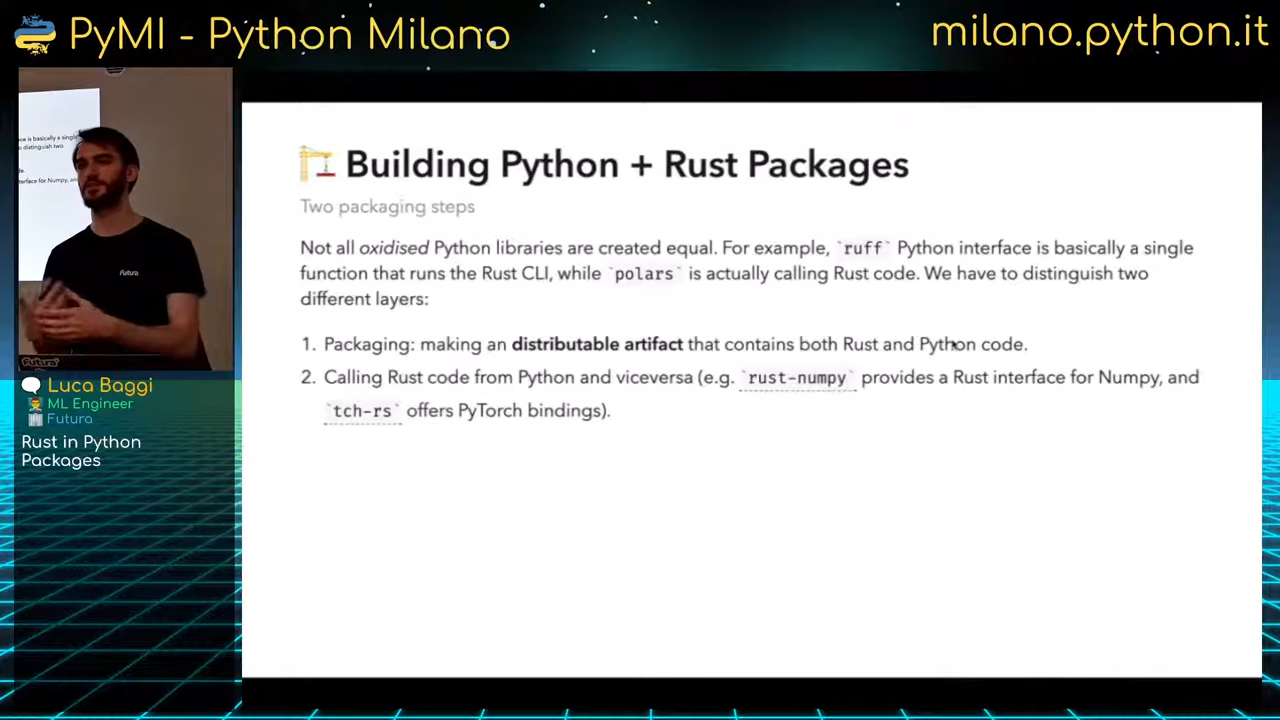 PyMI - Python Milano
milano.python.it
Building Python + Rust Packages
Two packaging steps
Not all oxidised Python libraries are created equal. For example, `ruff` Python interface is basically a single
function that runs the Rust CLI, while `polars` is actually calling Rust code. We have to distinguish two
different layers:
1. Packaging: making an distributable artifact that contains both Rust and Python code.
2. Calling Rust code from Python and viceversa (e.g. `rust-numpy` provides a Rust interface for Numpy, and
`tch-rs` offers PyTorch bindings).
Futura
Futura
Luca Baggi
ML Engineer
Futura
Rust in Python
Packages